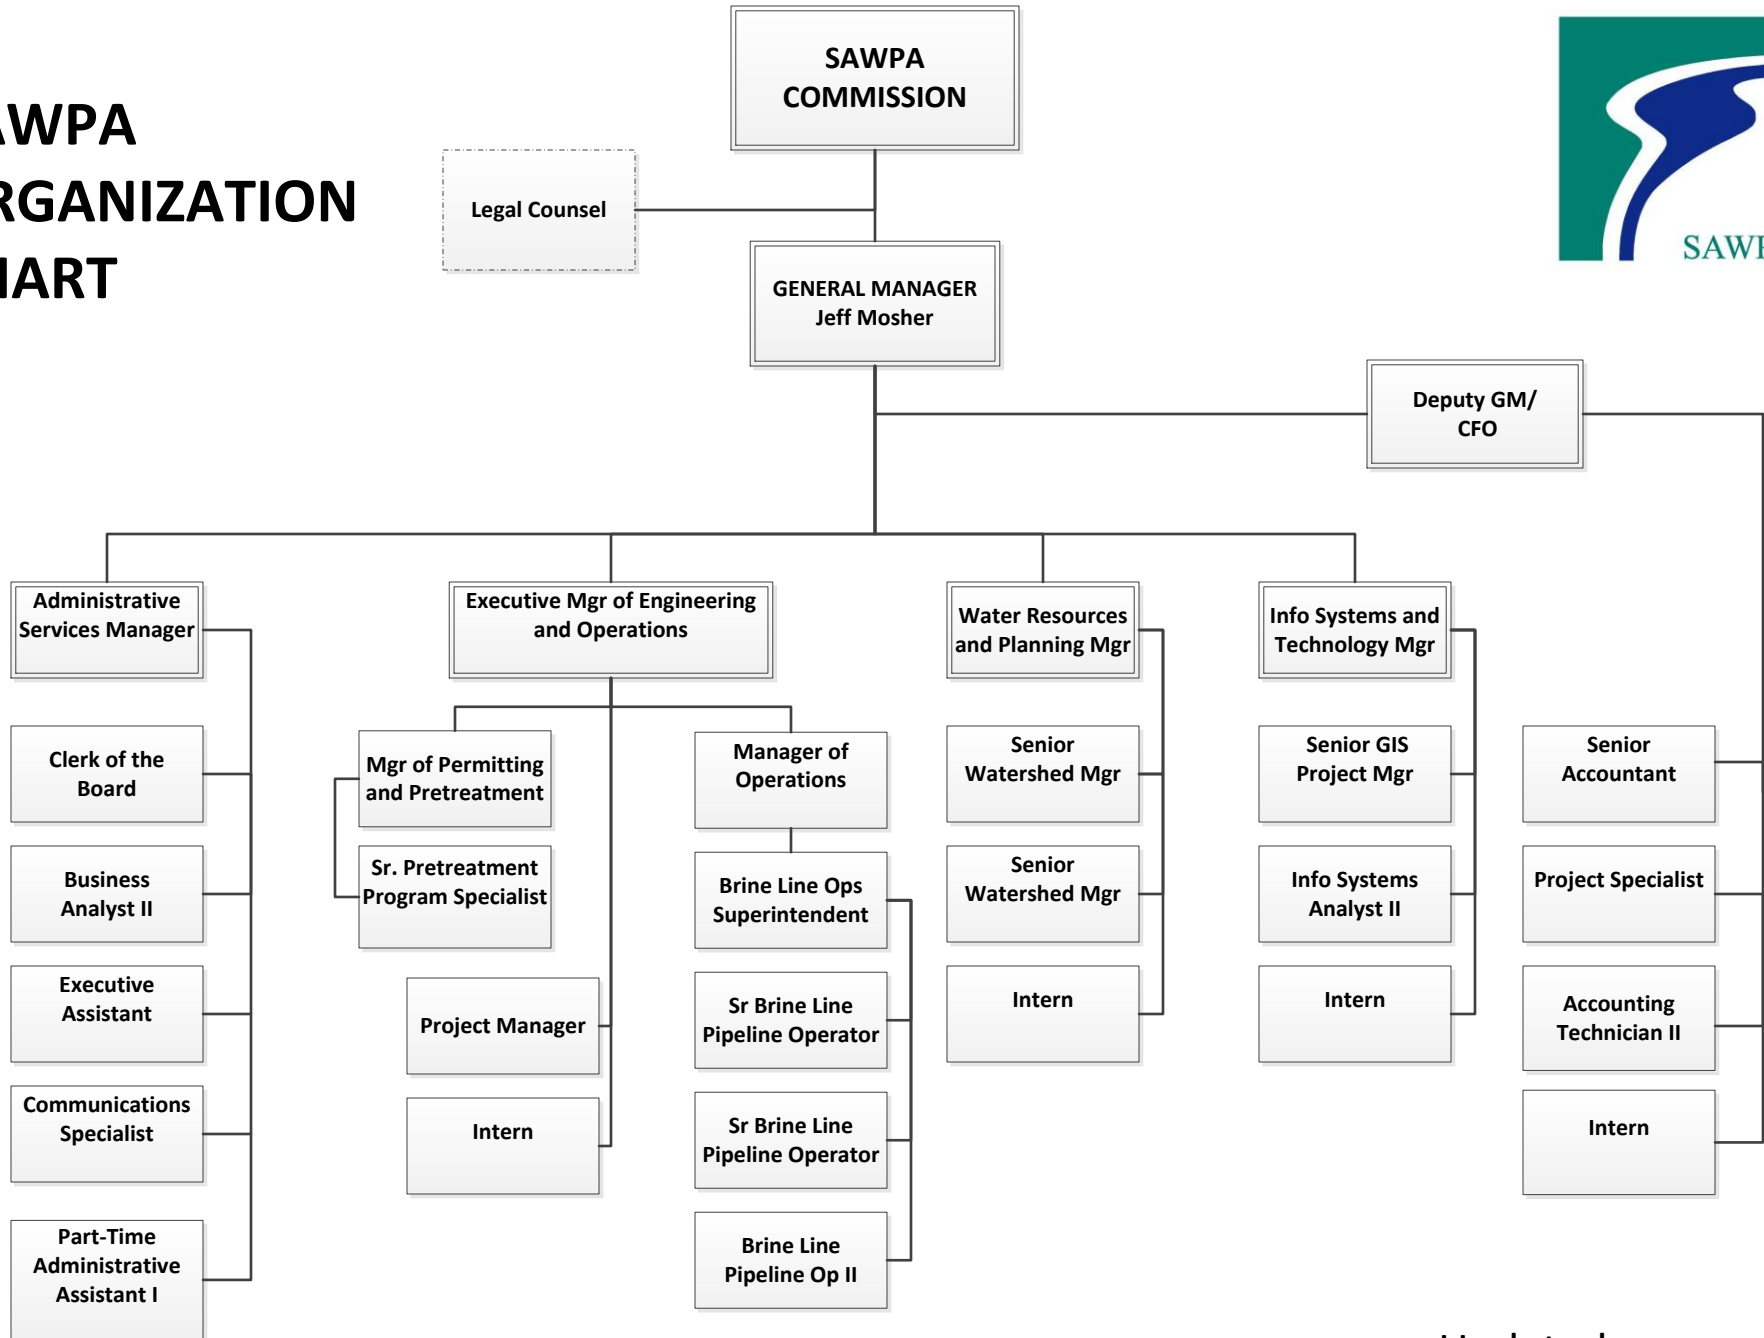 SAWPA
COMMISSION
AWPA
RGANIZATION
HART
Legal Counsel
GENERAL MANAGER
Jeff Mosher
Deputy GM/
CFO
Administrative
Services Manager
Executive Mgr of Engineering
and Operations
Water Resources
and Planning Mgr
Info Systems and
Technology Mgr
Clerk of the
Board
Business
Analyst II
Executive
Assistant
Communications
Specialist
Part-Time
Administrative
Assistant I
Mgr of Permitting
and Pretreatment
Sr. Pretreatment
Program Specialist
Project Manager
Intern
Manager of
Operations
Brine Line Ops
Superintendent
Sr Brine Line
Pipeline Operator
Sr Brine Line
Pipeline Operator
Brine Line
Pipeline Op II
Senior
Watershed Mgr
Senior
Watershed Mgr
Intern
Senior GIS
Project Mgr
Info Systems
Analyst II
Intern
Senior
Accountant
Project Specialist
Accounting
Technician II
Intern